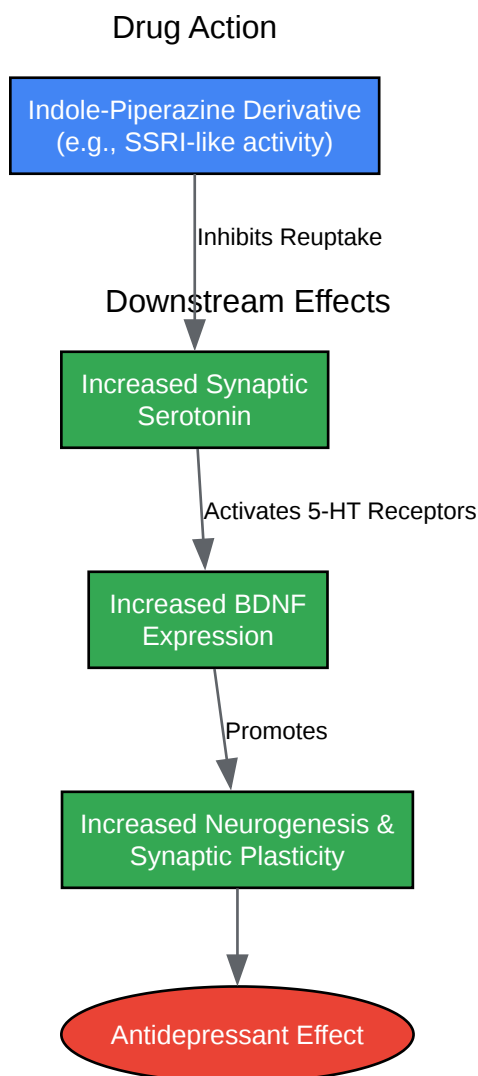 Drug Action
Indole-Piperazine Derivative
(e.g., SSRI-like activity)
Inhibits Reuptake
Downstream Effects
Increased Synaptic
Serotonin
Activates 5-HT Receptors
Increased BDNF
Expression
Promotes
Increased Neurogenesis &
Synaptic Plasticity
Antidepressant Effect